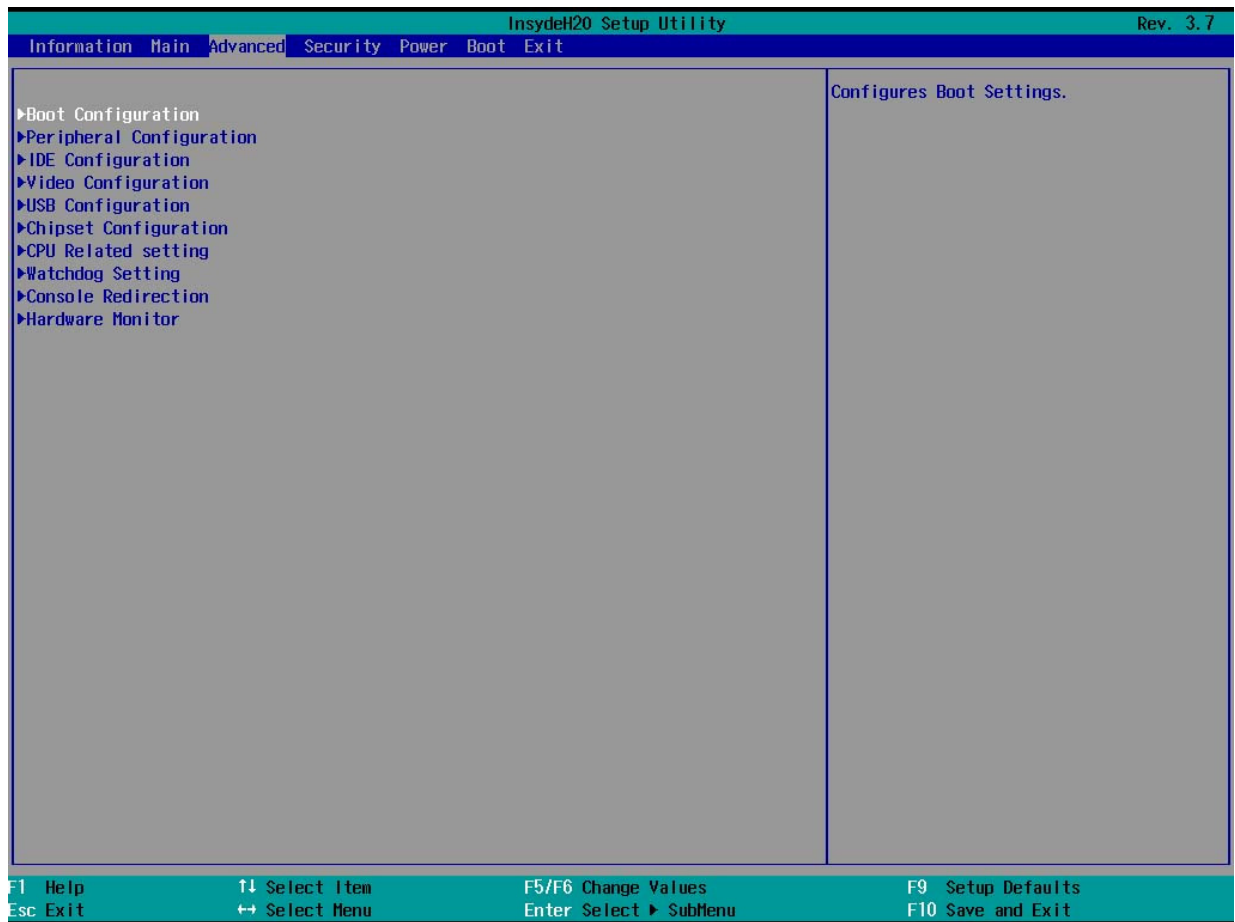 InsydeH20 Setup Utility Rev. 3.7
Information Main Advanced Security Power Boot Exit
Configures Boot Settings.
▶Boot Configuration
▶Peripheral Configuration
▶IDE Configuration
▶Video Configuration
▶USB Configuration
▶Chipset Configuration
▶CPU Related setting
▶Watchdog Setting
▶Console Redirection
▶Hardware Monitor
F1 Help ↑↓ Select Item F5/F6 Change Values F9 Setup Defaults
Esc Exit ↔ Select Menu Enter Select ▶ SubMenu F10 Save and Exit